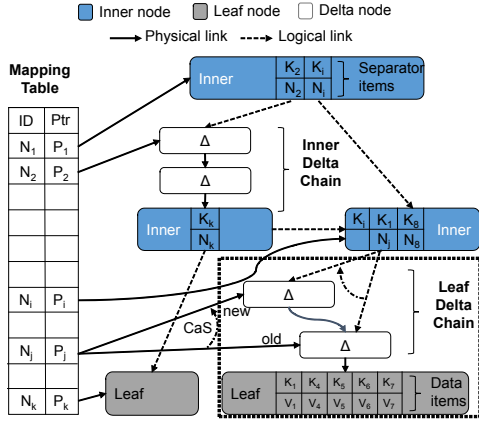 Inner node Leaf node Delta node
Physical link Logical link
Mapping
Table
ID Ptr
N1 P1
N2 P2
Ni Pi
Nj Pj
Nk Pk
Inner K2 Ki
N2 Ni
Separator
items
Δ
Δ
Inner
Delta
Chain
Inner Kk
Nk
Ki K1 K8
Nj N8
Inner
Δ
new
CaS
old
Δ
Leaf
Delta
Chain
Leaf
Leaf K1 K4 K5 K6 K7
V1 V4 V5 V6 V7
Data
items